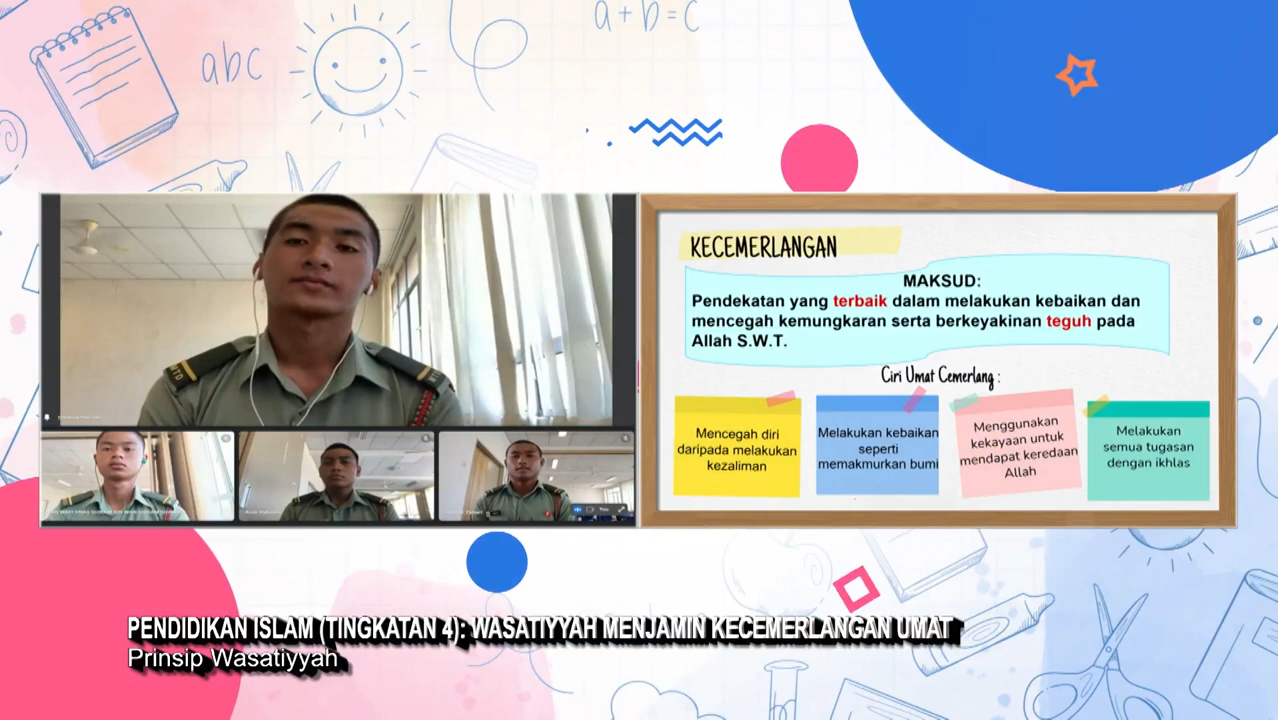 a+b=c
abc
KECEMERLANGAN
MAKSUD:
Pendekatan yang terbaik dalam melakukan kebaikan dan
mencegah kemungkaran serta berkeyakinan teguh pada
Allah S.W.T.
Ciri Umat Cemerlang :
Mencegah diri
daripada melakukan
kezaliman
Melakukan kebaikan
seperti
memakmurkan bumi
Menggunakan
kekayaan untuk
mendapat keredaan
Allah
Melakukan
semua tugasan
dengan ikhlas
PENDIDIKAN ISLAM (TINGKATAN 4): WASATIYYAH MENJAMIN KECEMERLANGAN UMAT
Prinsip Wasatiyyah